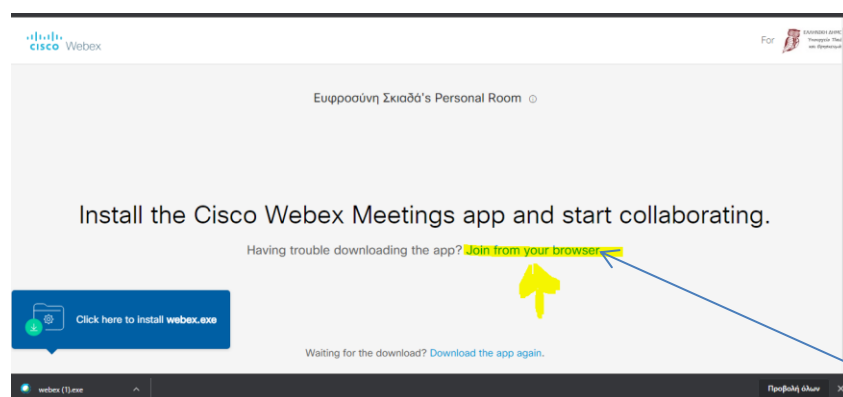 CISCO Webex
For
Ευφροσύνη Σκιαδά's Personal Room
Install the Cisco Webex Meetings app and start collaborating.
Having trouble downloading the app? Join from your browser.
Click here to install webex.exe
Waiting for the download? Download the app again.
webex (1).exe
Προβολή όλων